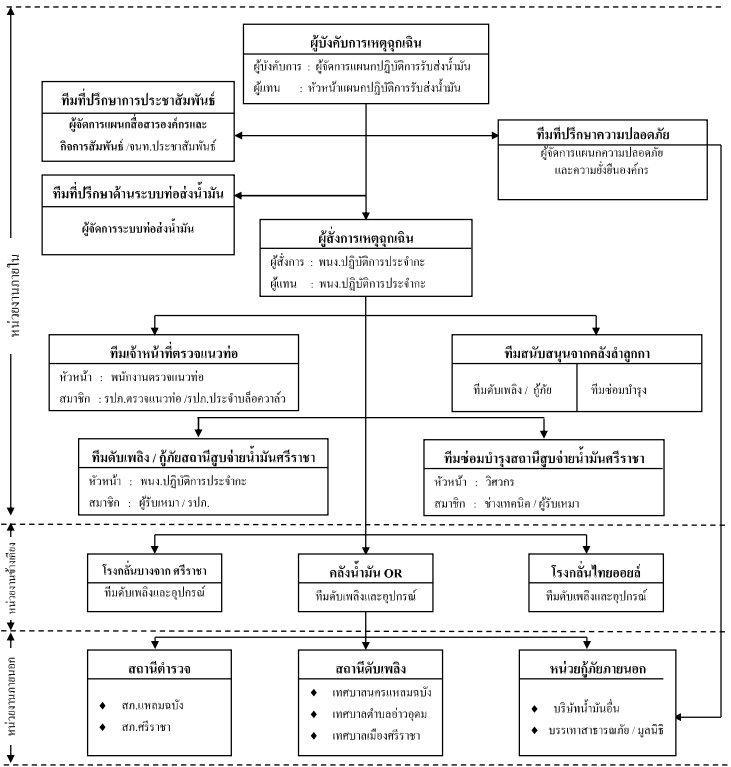 ผู้บังคับการเหตุฉุกเฉิน
ผู้บังคับการ : ผู้จัดการแผนกปฏิบัติการรับส่งน้ำมัน
ผู้แทน : หัวหน้าแผนกปฏิบัติการรับส่งน้ำมัน
ทีมที่ปรึกษาการประชาสัมพันธ์
ผู้จัดการแผนกสื่อสารองค์กรและ
กิจการสัมพันธ์ /จนท.ประชาสัมพันธ์
ทีมที่ปรึกษาความปลอดภัย
ผู้จัดการแผนกความปลอดภัย
และความยั่งยืนองค์กร
ทีมที่ปรึกษาด้านระบบท่อส่งน้ำมัน
ผู้จัดการระบบท่อส่งน้ำมัน
ผู้สั่งการเหตุฉุกเฉิน
ผู้สั่งการ : พนง.ปฏิบัติการประจำกะ
ผู้แทน : พนง.ปฏิบัติการประจำกะ
หน่วยงานภายใน
ทีมเจ้าหน้าที่ตรวจแนวท่อ
หัวหน้า : พนักงานตรวจแนวท่อ
สมาชิก : รปภ.ตรวจแนวท่อ /รปภ.ประจำบล็อควาล์ว
ทีมสนับสนุนจากคลังลำลูกกา
ทีมดับเพลิง / กู้ภัย
ทีมซ่อมบำรุง
ทีมดับเพลิง / กู้ภัยสถานีสูบจ่ายน้ำมันศรีราชา
หัวหน้า : พนง.ปฏิบัติการประจำกะ
สมาชิก : ผู้รับเหมา / รปภ.
ทีมซ่อมบำรุงสถานีสูบจ่ายน้ำมันศรีราชา
หัวหน้า : วิศวกร
สมาชิก : ช่างเทคนิค / ผู้รับเหมา
หน่วยงานข้างเคียง
โรงกลั่นบางจาก ศรีราชา
ทีมดับเพลิงและอุปกรณ์
คลังน้ำมัน OR
ทีมดับเพลิงและอุปกรณ์
โรงกลั่นไทยออยล์
ทีมดับเพลิงและอุปกรณ์
หน่วยงานภายนอก
สถานีตำรวจ
♦ สภ.แหลมฉบัง
♦ สภ.ศรีราชา
สถานีดับเพลิง
♦ เทศบาลนครแหลมฉบัง
♦ เทศบาลตำบลอ่าวอุดม
♦ เทศบาลเมืองศรีราชา
หน่วยกู้ภัยภายนอก
♦ บริษัทน้ำมันอื่น
♦ บรรเทาสาธารณภัย / มูลนิธิ